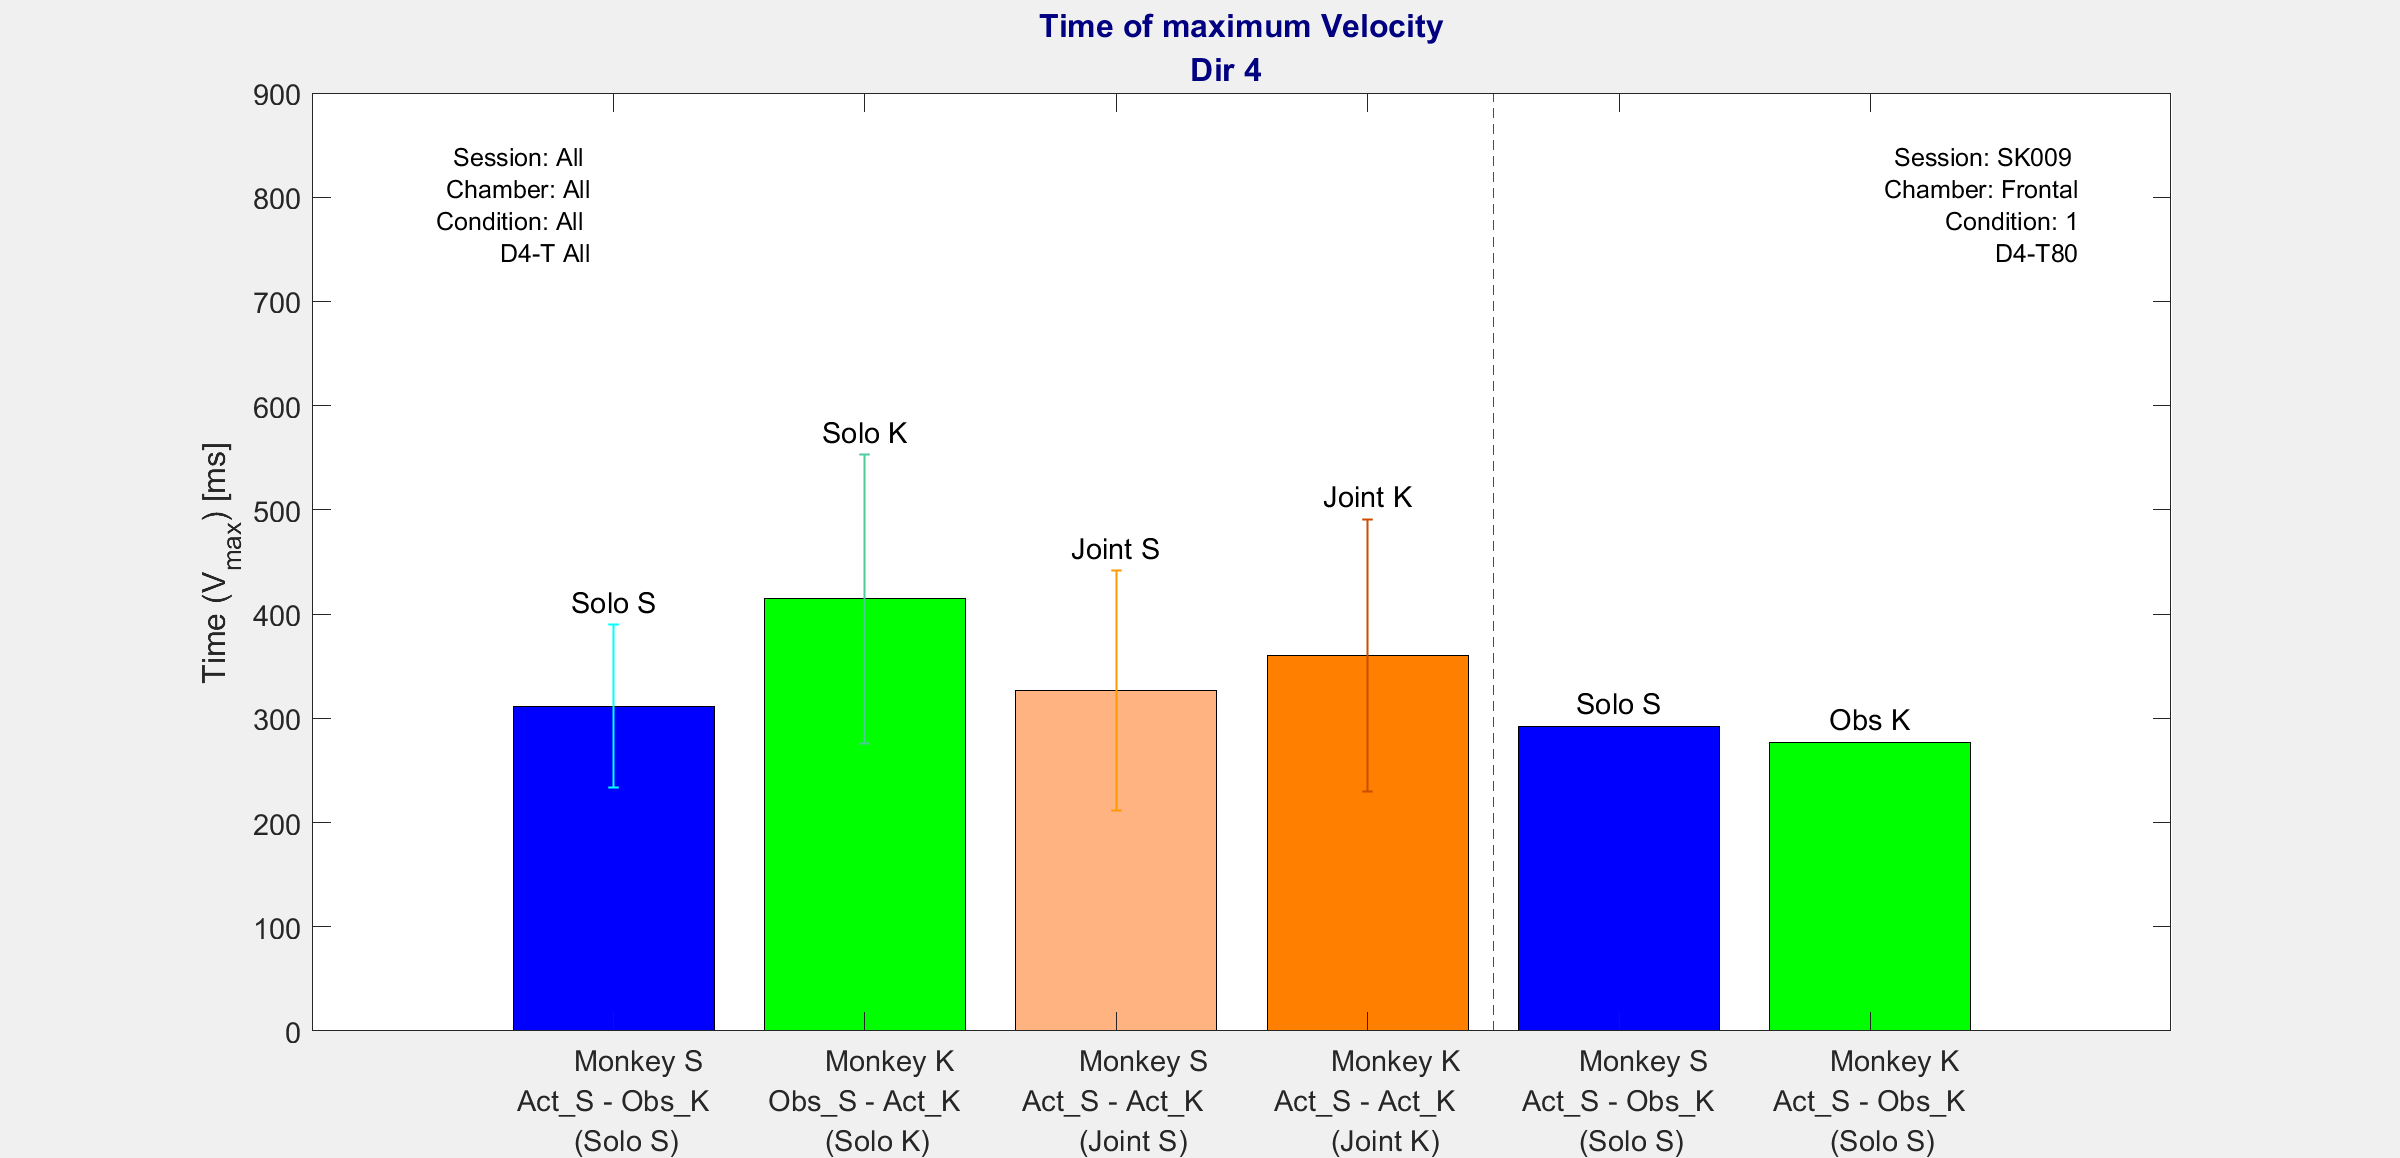 Time of maximum Velocity
Dir 4
900
800
700
600
500
400
300
200
100
0
Time (Vmax) [ms]
Session: All
Chamber: All
Condition: All
D4-T All
Session: SK009
Chamber: Frontal
Condition: 1
D4-T80
Solo S
Solo K
Joint S
Joint K
Solo S
Obs K
Monkey S
Act_S - Obs_K
(Solo S)
Monkey K
Obs_S - Act_K
(Solo K)
Monkey S
Act_S - Act_K
(Joint S)
Monkey K
Act_S - Act_K
(Joint K)
Monkey S
Act_S - Obs_K
(Solo S)
Monkey K
Act_S - Obs_K
(Solo S)